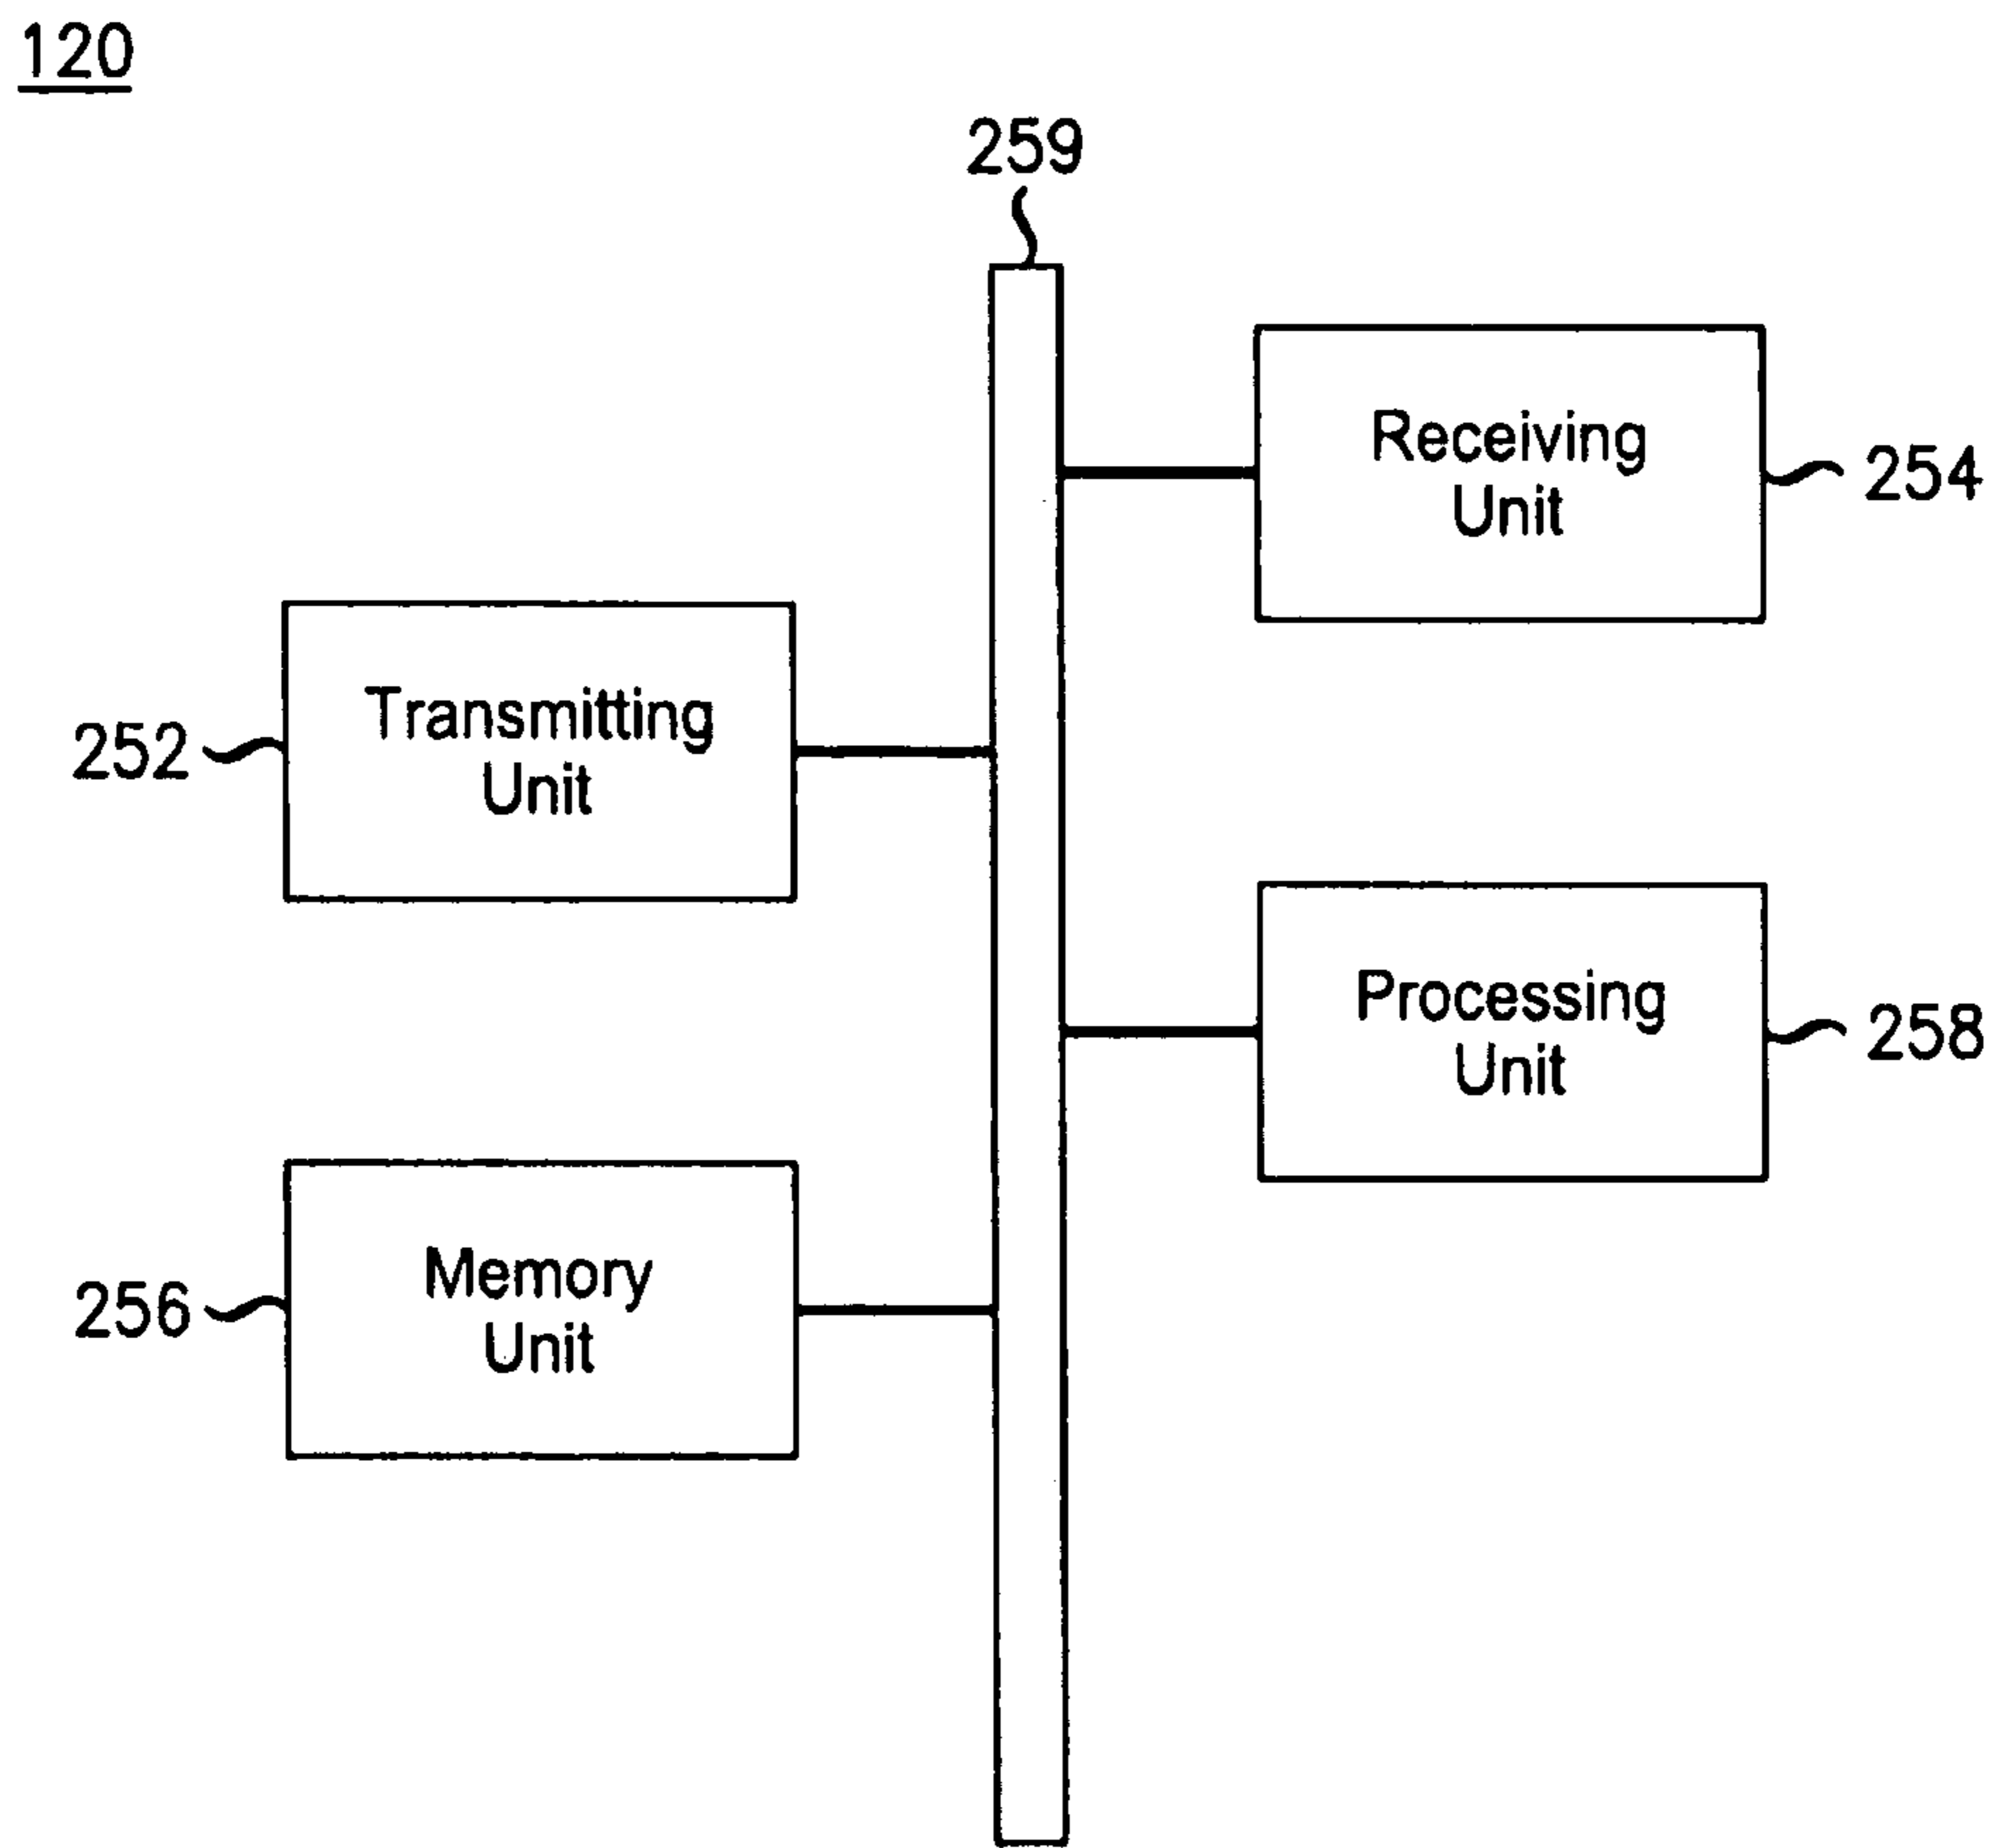 120
259
Receiving
Unit
254
Transmitting
Unit
252
Processing
Unit
258
Memory
Unit
256